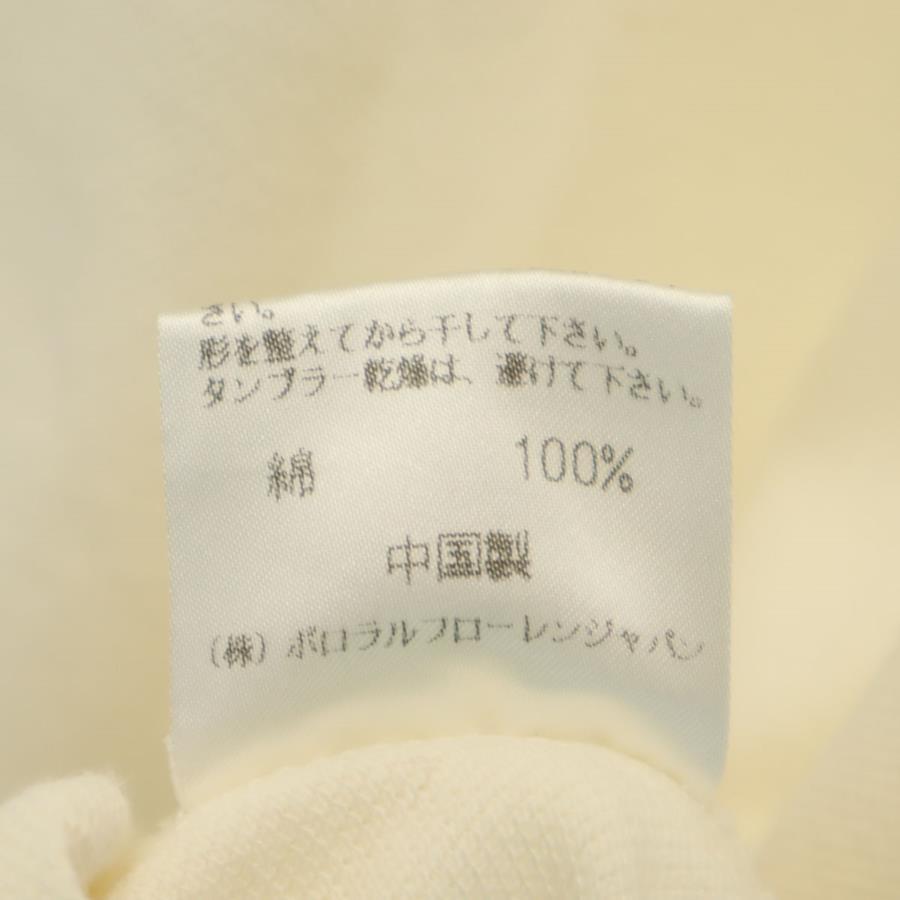 さい。
形を整えてから干して下さい。
タンブラー乾燥は、避けて下さい。
綿 100%
中国製
(株) ポロラルフローレンジャパン